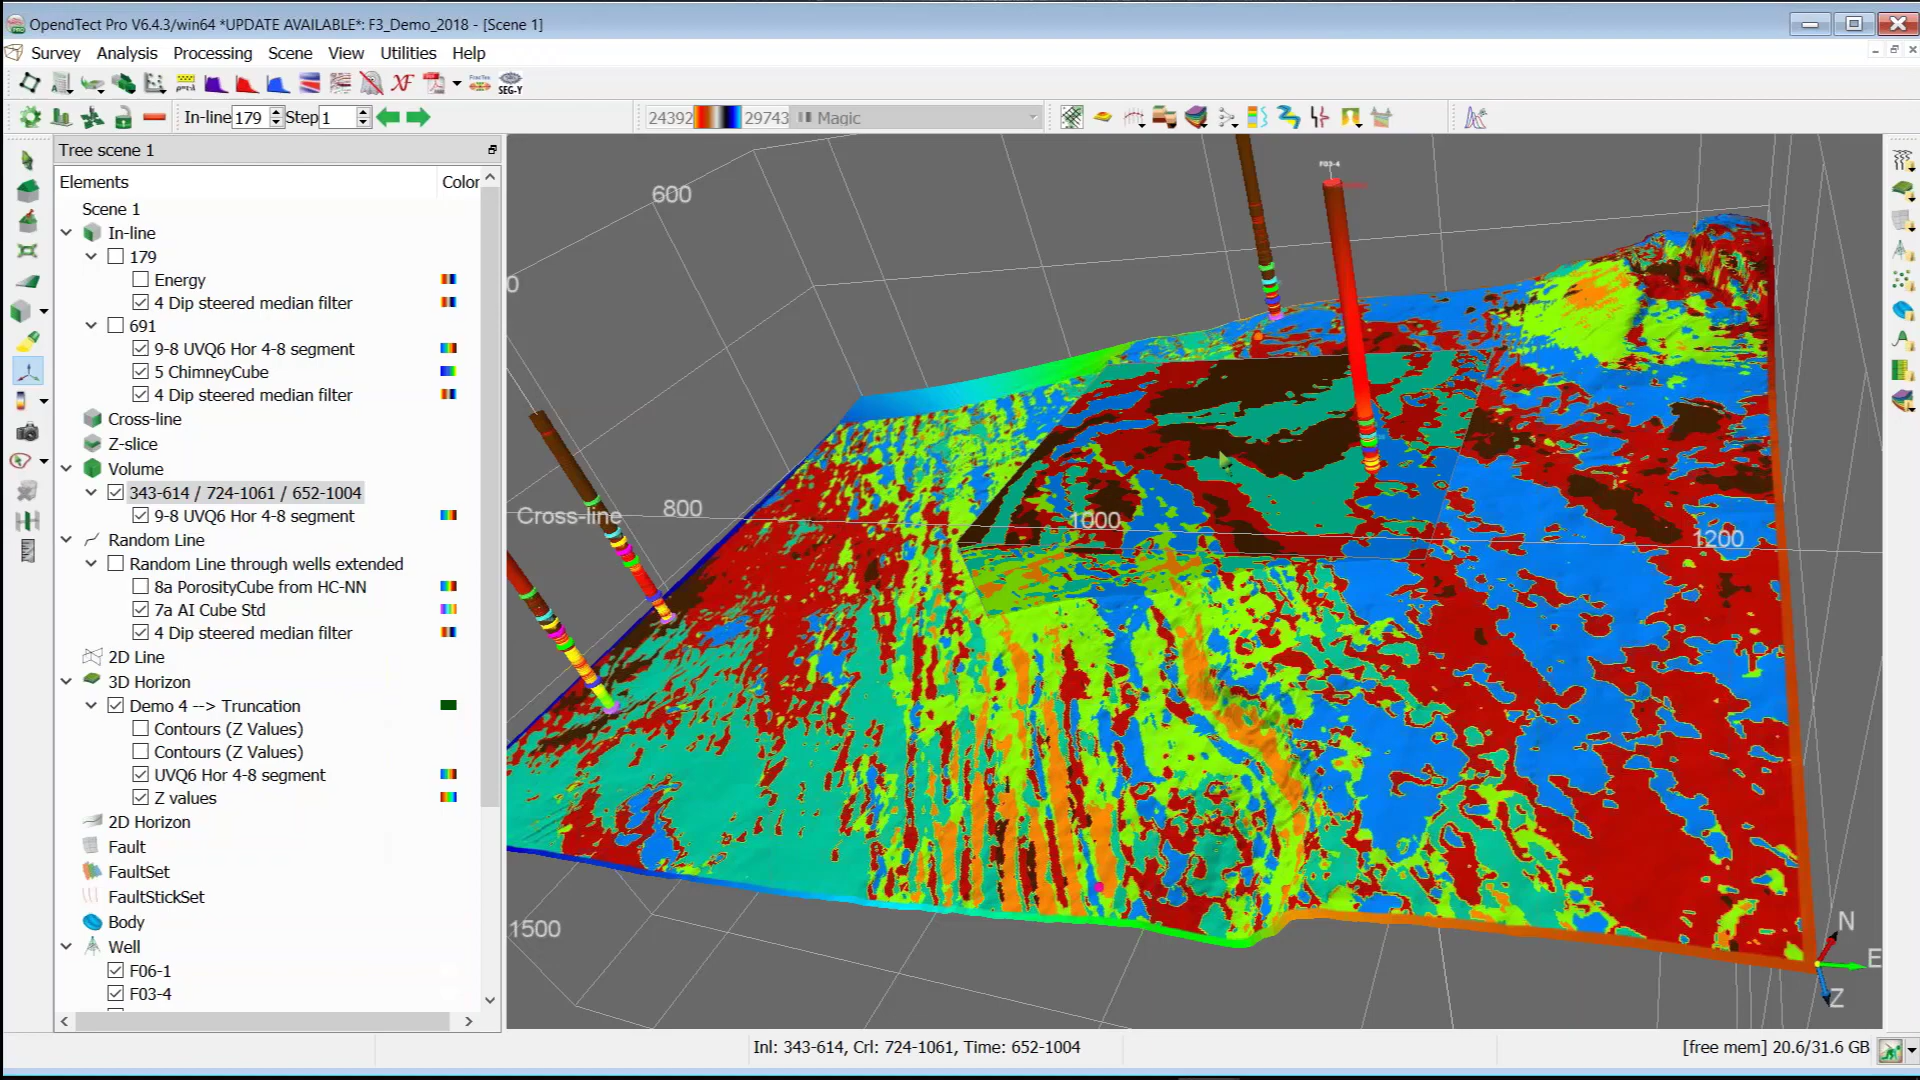 OpendTect Pro V6.4.3/win64 *UPDATE AVAILABLE*: F3_Demo_2018 - [Scene 1]
Survey Analysis Processing Scene View Utilities Help
SEG-Y
In-line 179 Step 1 24392 29743 Magic
Tree scene 1
Elements Color
Scene 1
In-line
179
Energy
4 Dip steered median filter
691
9-8 UVQ6 Hor 4-8 segment
5 ChimneyCube
4 Dip steered median filter
Cross-line
Z-slice
Volume
343-614 / 724-1061 / 652-1004
9-8 UVQ6 Hor 4-8 segment
Random Line
Random Line through wells extended
8a PorosityCube from HC-NN
7a AI Cube Std
4 Dip steered median filter
2D Line
3D Horizon
Demo 4 --> Truncation
Contours (Z Values)
Contours (Z Values)
UVQ6 Hor 4-8 segment
Z values
2D Horizon
Fault
FaultSet
FaultStickSet
Body
Well
F06-1
F03-4
F03-4
600
0
Cross-line 800
1000
1200
1500
N
E
Z
Inl: 343-614, Crl: 724-1061, Time: 652-1004
[free mem] 20.6/31.6 GB